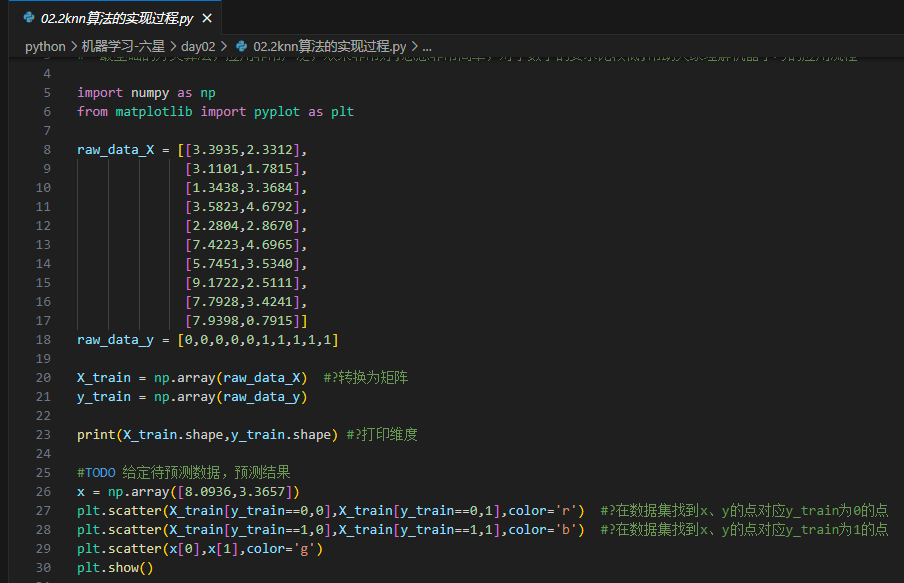 02.2knn算法的实现过程.py
python > 机器学习-六星 > day02 > 02.2knn算法的实现过程.py > ...
4
5 import numpy as np
6 from matplotlib import pyplot as plt
7
8 raw_data_X = [[3.3935,2.3312],
9 [3.1101,1.7815],
10 [1.3438,3.3684],
11 [3.5823,4.6792],
12 [2.2804,2.8670],
13 [7.4223,4.6965],
14 [5.7451,3.5340],
15 [9.1722,2.5111],
16 [7.7928,3.4241],
17 [7.9398,0.7915]]
18 raw_data_y = [0,0,0,0,0,1,1,1,1,1]
19
20 X_train = np.array(raw_data_X) #?转换为矩阵
21 y_train = np.array(raw_data_y)
22
23 print(X_train.shape,y_train.shape) #?打印维度
24
25 #TODO 给定待预测数据，预测结果
26 x = np.array([8.0936,3.3657])
27 plt.scatter(X_train[y_train==0,0],X_train[y_train==0,1],color='r') #?在数据集找到x、y的点对应y_train为0的点
28 plt.scatter(X_train[y_train==1,0],X_train[y_train==1,1],color='b') #?在数据集找到x、y的点对应y_train为1的点
29 plt.scatter(x[0],x[1],color='g')
30 plt.show()